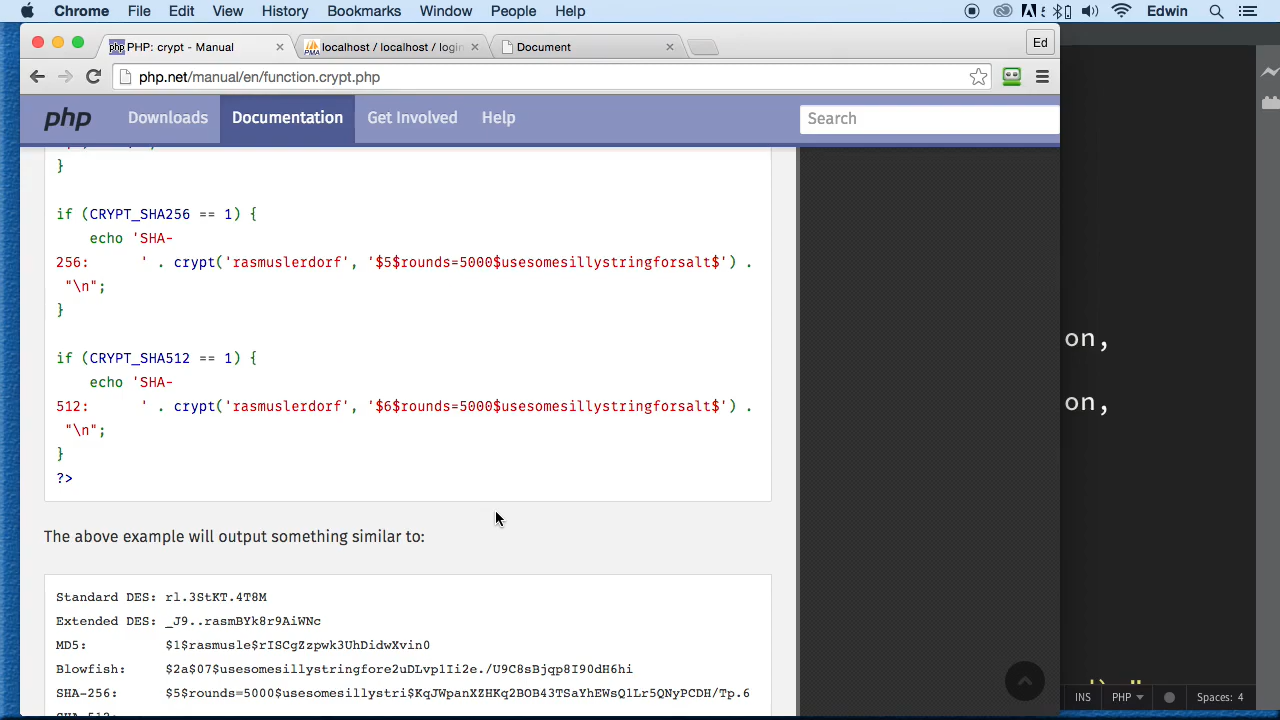 Chrome File Edit View History Bookmarks Window People Help Edwin
php PHP: crypt - Manual localhost / localhost / login Document Ed
php.net/manual/en/function.crypt.php
php Downloads Documentation Get Involved Help Search
}
if (CRYPT_SHA256 == 1) {
echo 'SHA-
256: ' . crypt('rasmuslerdorf', '$5$rounds=5000$usesomesillystringforsalt$') .
"\n";
}
if (CRYPT_SHA512 == 1) {
echo 'SHA-
512: ' . crypt('rasmuslerdorf', '$6$rounds=5000$usesomesillystringforsalt$') .
"\n";
}
?>
The above example will output something similar to:
Standard DES: rl.3StKT.4T8M
Extended DES: _J9..rasmBYk8r9AiWNc
MD5: $1$rasmusle$rISCgZzpwk3UhDidwXvin0
Blowfish: $2a$07$usesomesillystringfore2uDLvp1Ii2e./U9C8sBjqp8I90dH6hi
SHA-256: $5$rounds=5000$usesomesillystri$KqJWpanXZHKq2BOB43TSaYhEWsQ1Lr5QNyPCDH/Tp.6
on,
on,
INS PHP Spaces: 4